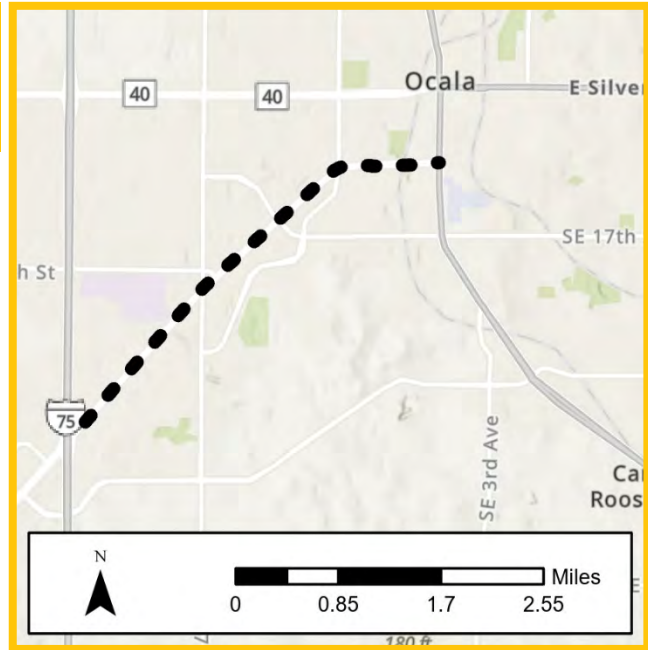 40
40
Ocala
E Silver
SE 17th
h St
75
SE 3rd Ave
Ca
Roos
N
Miles
0 0.85 1.7 2.55
180 ft